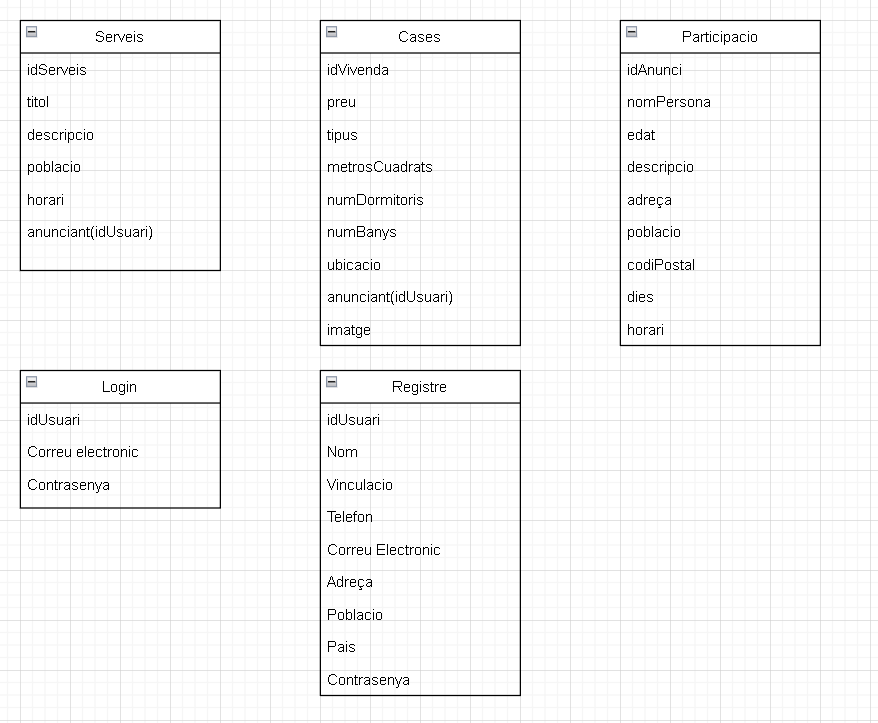 Serveis
idServeis
titol
descripcio
poblacio
horari
anunciant(idUsuari)
Cases
idVivenda
preu
tipus
metrosCuadrats
numDormitoris
numBanys
ubicacio
anunciant(idUsuari)
imatge
Participacio
idAnunci
nomPersona
edat
descripcio
adreça
poblacio
codiPostal
dies
horari
Login
idUsuari
Correu electronic
Contrasenya
Registre
idUsuari
Nom
Vinculacio
Telefon
Correu Electronic
Adreça
Poblacio
Pais
Contrasenya